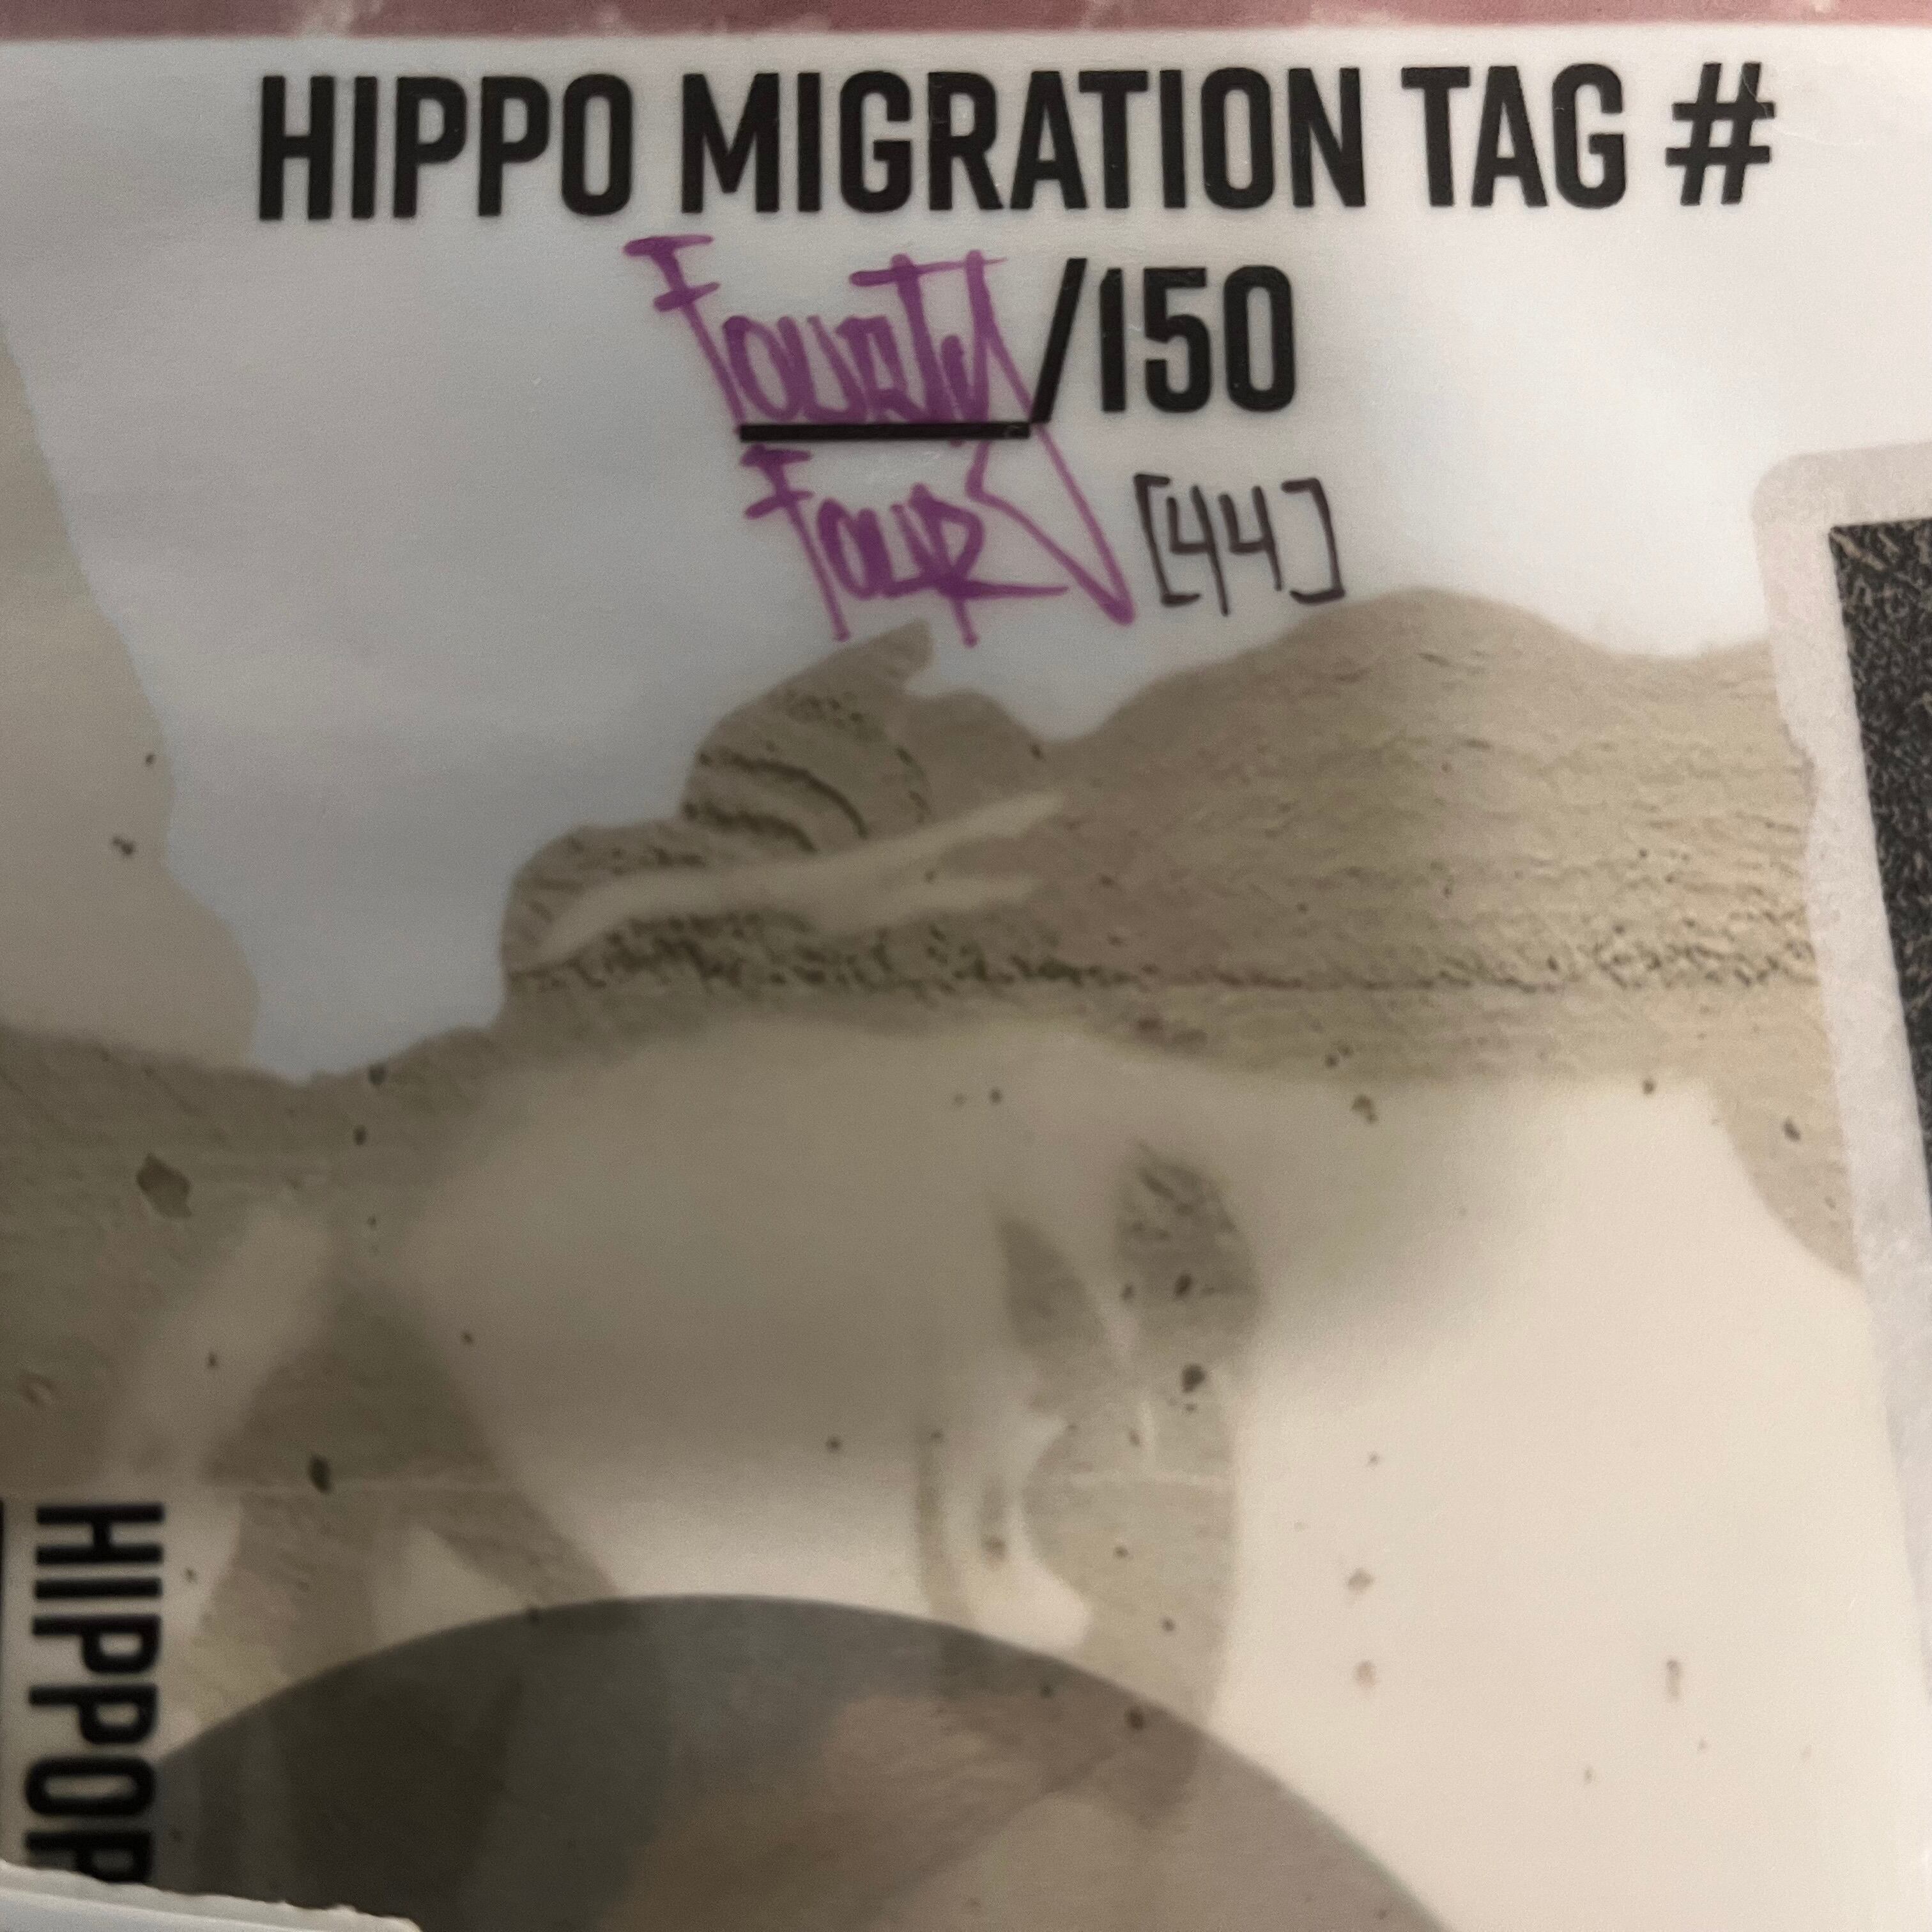 HIPPO MIGRATION TAG #
FOURTY/150
FOUR [44]
HIPPOP